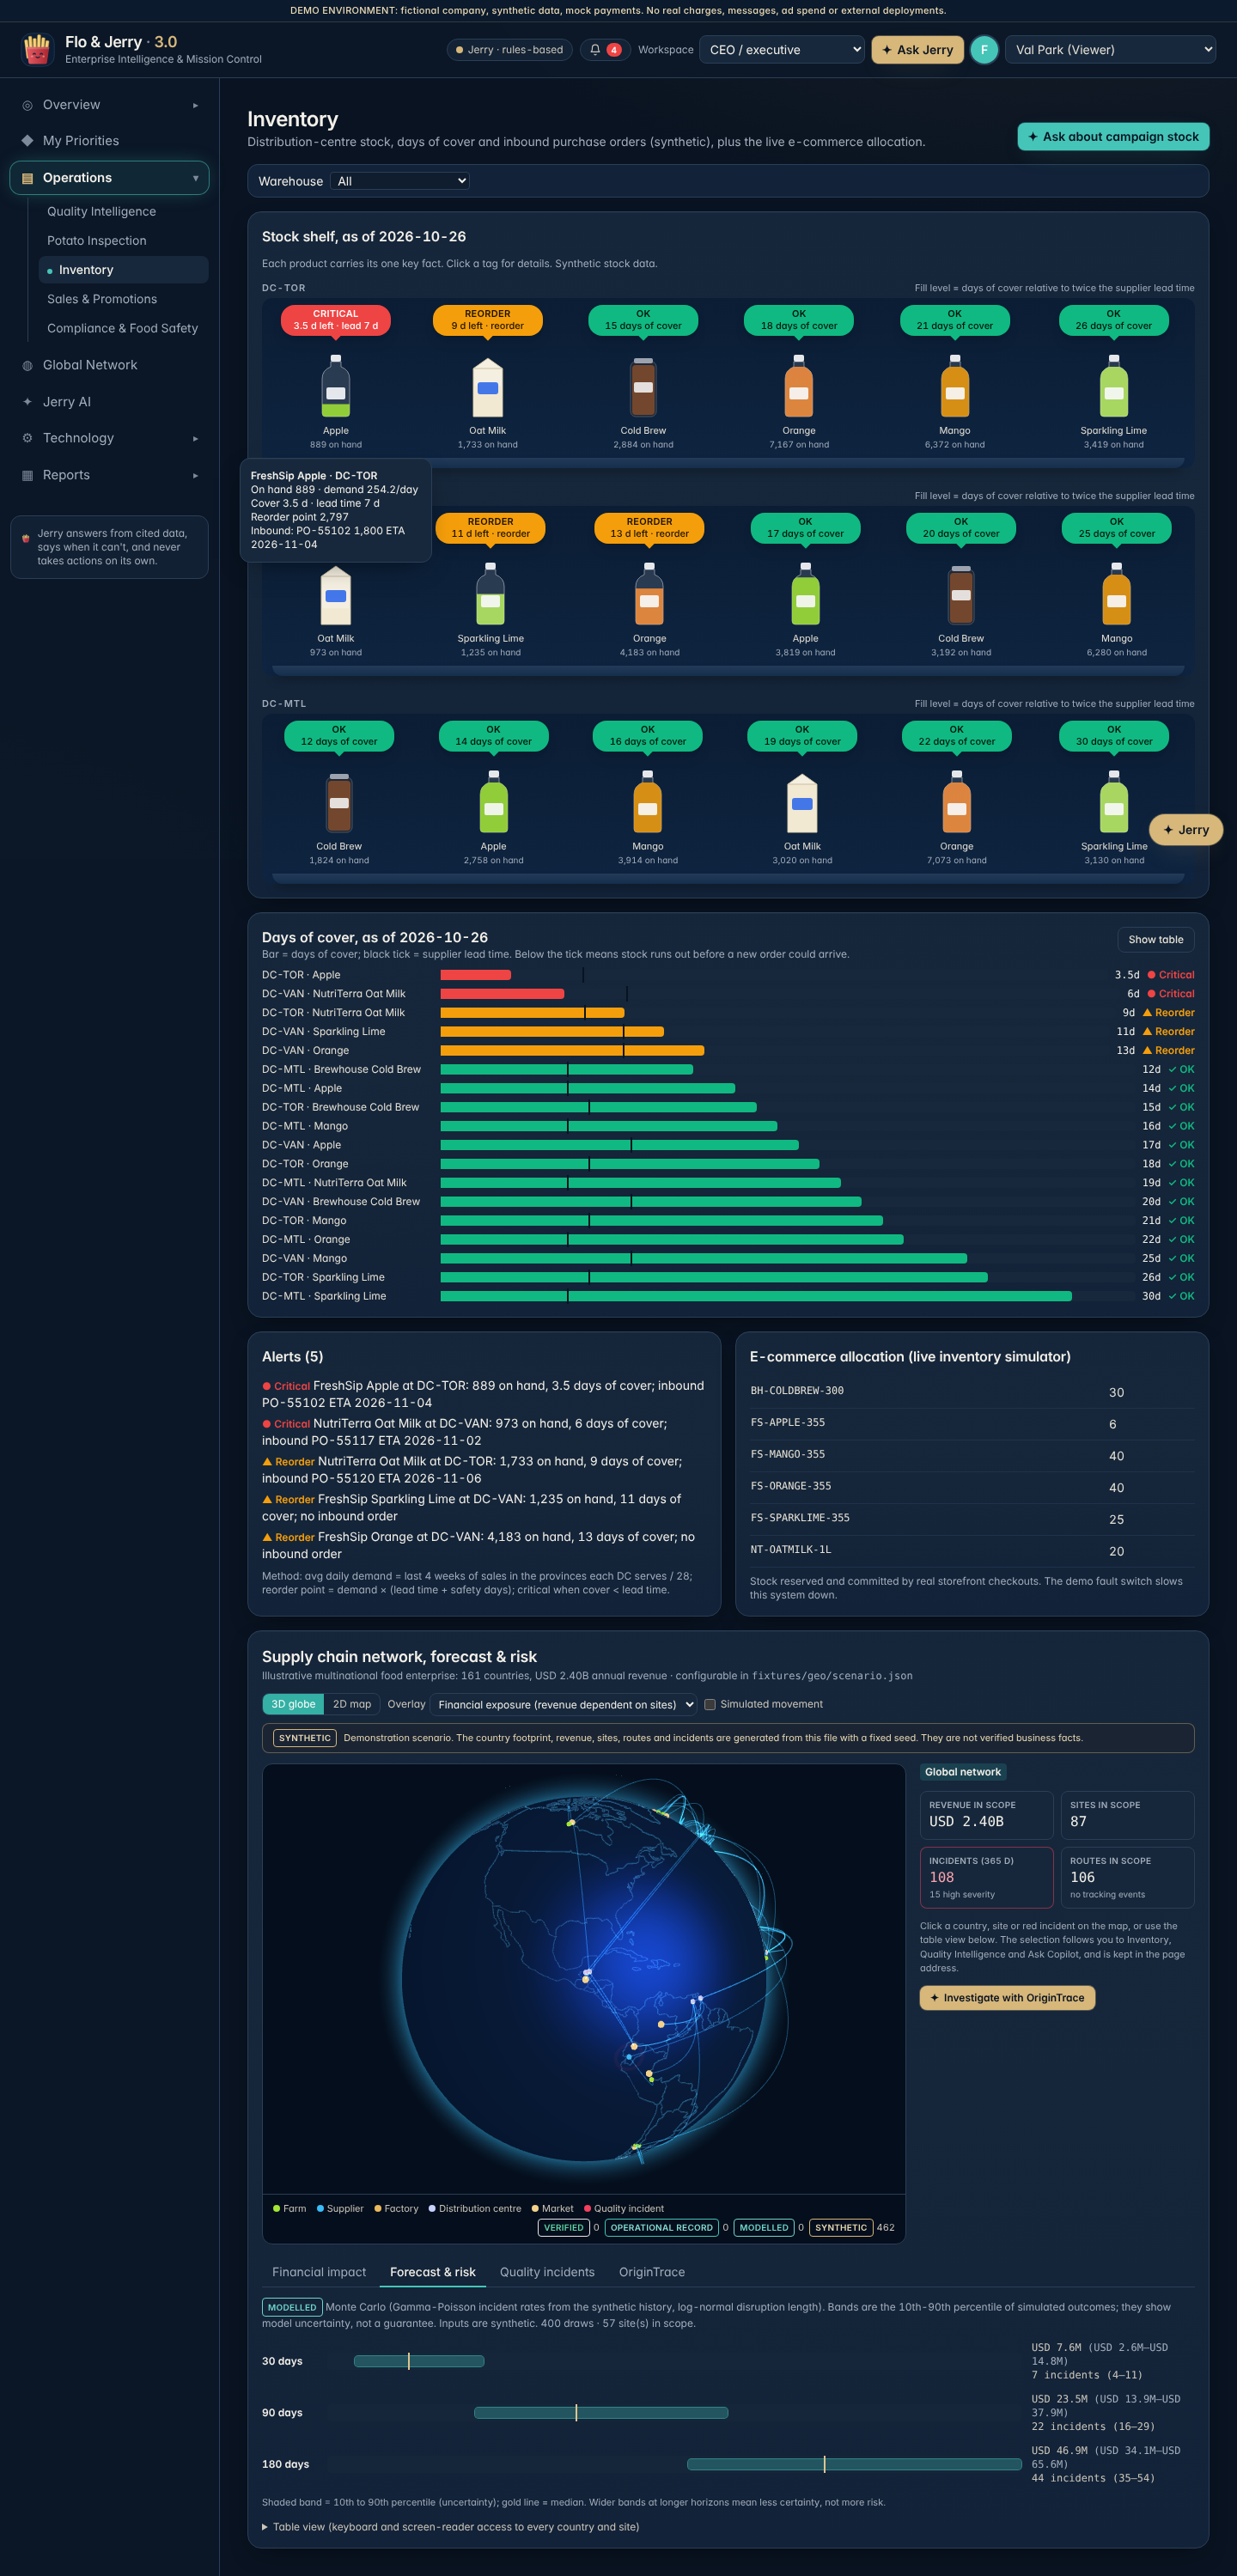 DEMO ENVIRONMENT: fictional company, synthetic data, mock payments. No real charges, messages, ad spend or external deployments.
Flo & Jerry · 3.0
Enterprise Intelligence & Mission Control
Jerry · rules-based
4
Workspace
CEO / executive
✦ Ask Jerry
F
Val Park (Viewer)
Overview
My Priorities
Operations
Quality Intelligence
Potato Inspection
Inventory
Sales & Promotions
Compliance & Food Safety
Global Network
Jerry AI
Technology
Reports
Jerry answers from cited data,
says when it can't, and never
takes actions on its own.
Inventory
Distribution-centre stock, days of cover and inbound purchase orders (synthetic), plus the live e-commerce allocation.
✦ Ask about campaign stock
Warehouse All
Stock shelf, as of 2026-10-26
Each product carries its one key fact. Click a tag for details. Synthetic stock data.
DC-TOR
Fill level = days of cover relative to twice the supplier lead time
CRITICAL
3.5 d left · lead 7 d
REORDER
9 d left · reorder
OK
15 days of cover
OK
18 days of cover
OK
21 days of cover
OK
26 days of cover
Apple
889 on hand
Oat Milk
1,733 on hand
Cold Brew
2,884 on hand
Orange
7,167 on hand
Mango
6,372 on hand
Sparkling Lime
3,419 on hand
FreshSip Apple · DC-TOR
On hand 889 · demand 254.2/day
Cover 3.5 d · lead time 7 d
Reorder point 2,797
Inbound: PO-55102 1,800 ETA
2026-11-04
Fill level = days of cover relative to twice the supplier lead time
REORDER
11 d left · reorder
REORDER
13 d left · reorder
OK
17 days of cover
OK
20 days of cover
OK
25 days of cover
Oat Milk
973 on hand
Sparkling Lime
1,235 on hand
Orange
4,183 on hand
Apple
3,819 on hand
Cold Brew
3,192 on hand
Mango
6,280 on hand
DC-MTL
Fill level = days of cover relative to twice the supplier lead time
OK
12 days of cover
OK
14 days of cover
OK
16 days of cover
OK
19 days of cover
OK
22 days of cover
OK
30 days of cover
Cold Brew
1,824 on hand
Apple
2,758 on hand
Mango
3,914 on hand
Oat Milk
3,020 on hand
Orange
7,073 on hand
Sparkling Lime
3,130 on hand
✦ Jerry
Days of cover, as of 2026-10-26
Bar = days of cover; black tick = supplier lead time. Below the tick means stock runs out before a new order could arrive.
Show table
DC-TOR · Apple 3.5d ● Critical
DC-VAN · NutriTerra Oat Milk 6d ● Critical
DC-TOR · NutriTerra Oat Milk 9d ▲ Reorder
DC-VAN · Sparkling Lime 11d ▲ Reorder
DC-VAN · Orange 13d ▲ Reorder
DC-MTL · Brewhouse Cold Brew 12d ✓ OK
DC-MTL · Apple 14d ✓ OK
DC-TOR · Brewhouse Cold Brew 15d ✓ OK
DC-MTL · Mango 16d ✓ OK
DC-VAN · Apple 17d ✓ OK
DC-TOR · Orange 18d ✓ OK
DC-MTL · NutriTerra Oat Milk 19d ✓ OK
DC-VAN · Brewhouse Cold Brew 20d ✓ OK
DC-TOR · Mango 21d ✓ OK
DC-MTL · Orange 22d ✓ OK
DC-VAN · Mango 25d ✓ OK
DC-TOR · Sparkling Lime 26d ✓ OK
DC-MTL · Sparkling Lime 30d ✓ OK
Alerts (5)
● Critical FreshSip Apple at DC-TOR: 889 on hand, 3.5 days of cover; inbound
PO-55102 ETA 2026-11-04
● Critical NutriTerra Oat Milk at DC-VAN: 973 on hand, 6 days of cover;
inbound PO-55117 ETA 2026-11-02
▲ Reorder NutriTerra Oat Milk at DC-TOR: 1,733 on hand, 9 days of cover;
inbound PO-55120 ETA 2026-11-06
▲ Reorder FreshSip Sparkling Lime at DC-VAN: 1,235 on hand, 11 days of
cover; no inbound order
▲ Reorder FreshSip Orange at DC-VAN: 4,183 on hand, 13 days of cover; no
inbound order
Method: avg daily demand = last 4 weeks of sales in the provinces each DC serves / 28;
reorder point = demand × (lead time + safety days); critical when cover < lead time.
E-commerce allocation (live inventory simulator)
BH-COLDBREW-300 30
FS-APPLE-355 6
FS-MANGO-355 40
FS-ORANGE-355 40
FS-SPARKLIME-355 25
NT-OATMILK-1L 20
Stock reserved and committed by real storefront checkouts. The demo fault switch slows
this system down.
Supply chain network, forecast & risk
Illustrative multinational food enterprise: 161 countries, USD 2.40B annual revenue · configurable in fixtures/geo/scenario.json
3D globe
2D map
Overlay
Financial exposure (revenue dependent on sites)
Simulated movement
SYNTHETIC Demonstration scenario. The country footprint, revenue, sites, routes and incidents are generated from this file with a fixed seed. They are not verified business facts.
Global network
REVENUE IN SCOPE
USD 2.40B
SITES IN SCOPE
87
INCIDENTS (365 D)
108
15 high severity
ROUTES IN SCOPE
106
no tracking events
Click a country, site or red incident on the map, or use the
table view below. The selection follows you to Inventory,
Quality Intelligence and Ask Copilot, and is kept in the page
address.
✦ Investigate with OriginTrace
Farm
Supplier
Factory
Distribution centre
Market
Quality incident
VERIFIED 0
OPERATIONAL RECORD 0
MODELLED 0
SYNTHETIC 462
Financial impact
Forecast & risk
Quality incidents
OriginTrace
MODELLED Monte Carlo (Gamma-Poisson incident rates from the synthetic history, log-normal disruption length). Bands are the 10th-90th percentile of simulated outcomes; they show
model uncertainty, not a guarantee. Inputs are synthetic. 400 draws · 57 site(s) in scope.
30 days
USD 7.6M (USD 2.6M–USD
14.8M)
7 incidents (4–11)
90 days
USD 23.5M (USD 13.9M–USD
37.9M)
22 incidents (16–29)
180 days
USD 46.9M (USD 34.1M–USD
65.6M)
44 incidents (35–54)
Shaded band = 10th to 90th percentile (uncertainty); gold line = median. Wider bands at longer horizons mean less certainty, not more risk.
▶ Table view (keyboard and screen-reader access to every country and site)